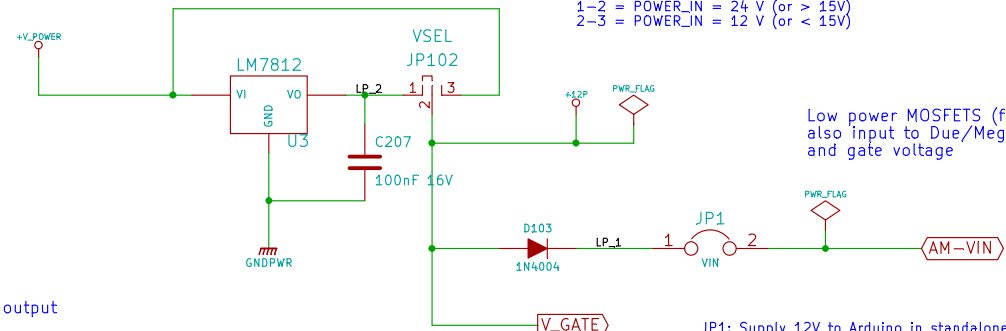 1-2 = POWER_IN = 24 V (or > 15V)
2-3 = POWER_IN = 12 V (or < 15V)
+V_POWER
VSEL
JP102
LM7812
VI
VO
GND
U3
LP_2
1
3
2
+12P
PWR_FLAG
Low power MOSFETS (f
also input to Due/Meg
and gate voltage
C207
100nF 16V
PWR_FLAG
JP1
D103
LP_1
1
2
AM-VIN
1N4004
VIN
GNDPWR
output
V_GATE
JP1: Supply 12V to Arduino in standalone